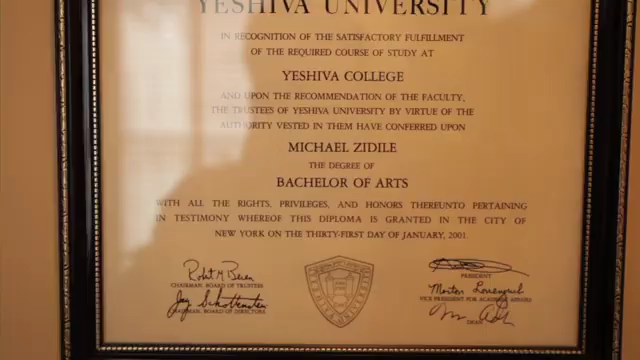 YESHIVA UNIVERSITY
IN RECOGNITION OF THE SATISFACTORY FULFILLMENT
OF THE REQUIRED COURSE OF STUDY AT
YESHIVA COLLEGE
AND UPON THE RECOMMENDATION OF THE FACULTY,
THE TRUSTEES OF YESHIVA UNIVERSITY BY VIRTUE OF THE
AUTHORITY VESTED IN THEM HAVE CONFERRED UPON
MICHAEL ZIDILE
THE DEGREE OF
BACHELOR OF ARTS
WITH ALL THE RIGHTS, PRIVILEGES, AND HONORS THEREUNTO PERTAINING
IN TESTIMONY WHEREOF THIS DIPLOMA IS GRANTED IN THE CITY OF
NEW YORK ON THE THIRTY-FIRST DAY OF JANUARY, 2001.
CHAIRMAN, BOARD OF TRUSTEES
Jay Schottenstein
CHAIRMAN, BOARD OF DIRECTORS
PRESIDENT
VICE PRESIDENT FOR ACADEMIC AFFAIRS
DEAN